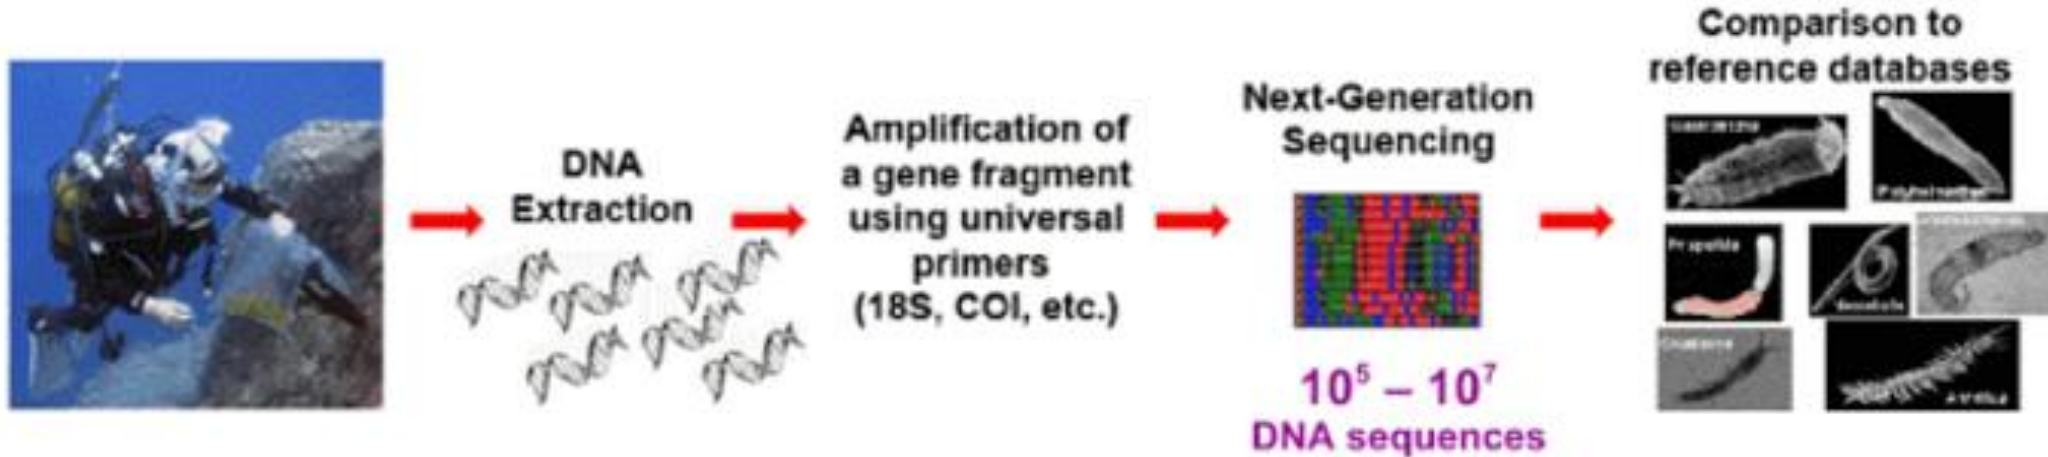 DNA
Extraction
Amplification of
a gene fragment
using universal
primers
(18S, COI, etc.)
Next-Generation
Sequencing
10⁵ – 10⁷
DNA sequences
Comparison to
reference databases